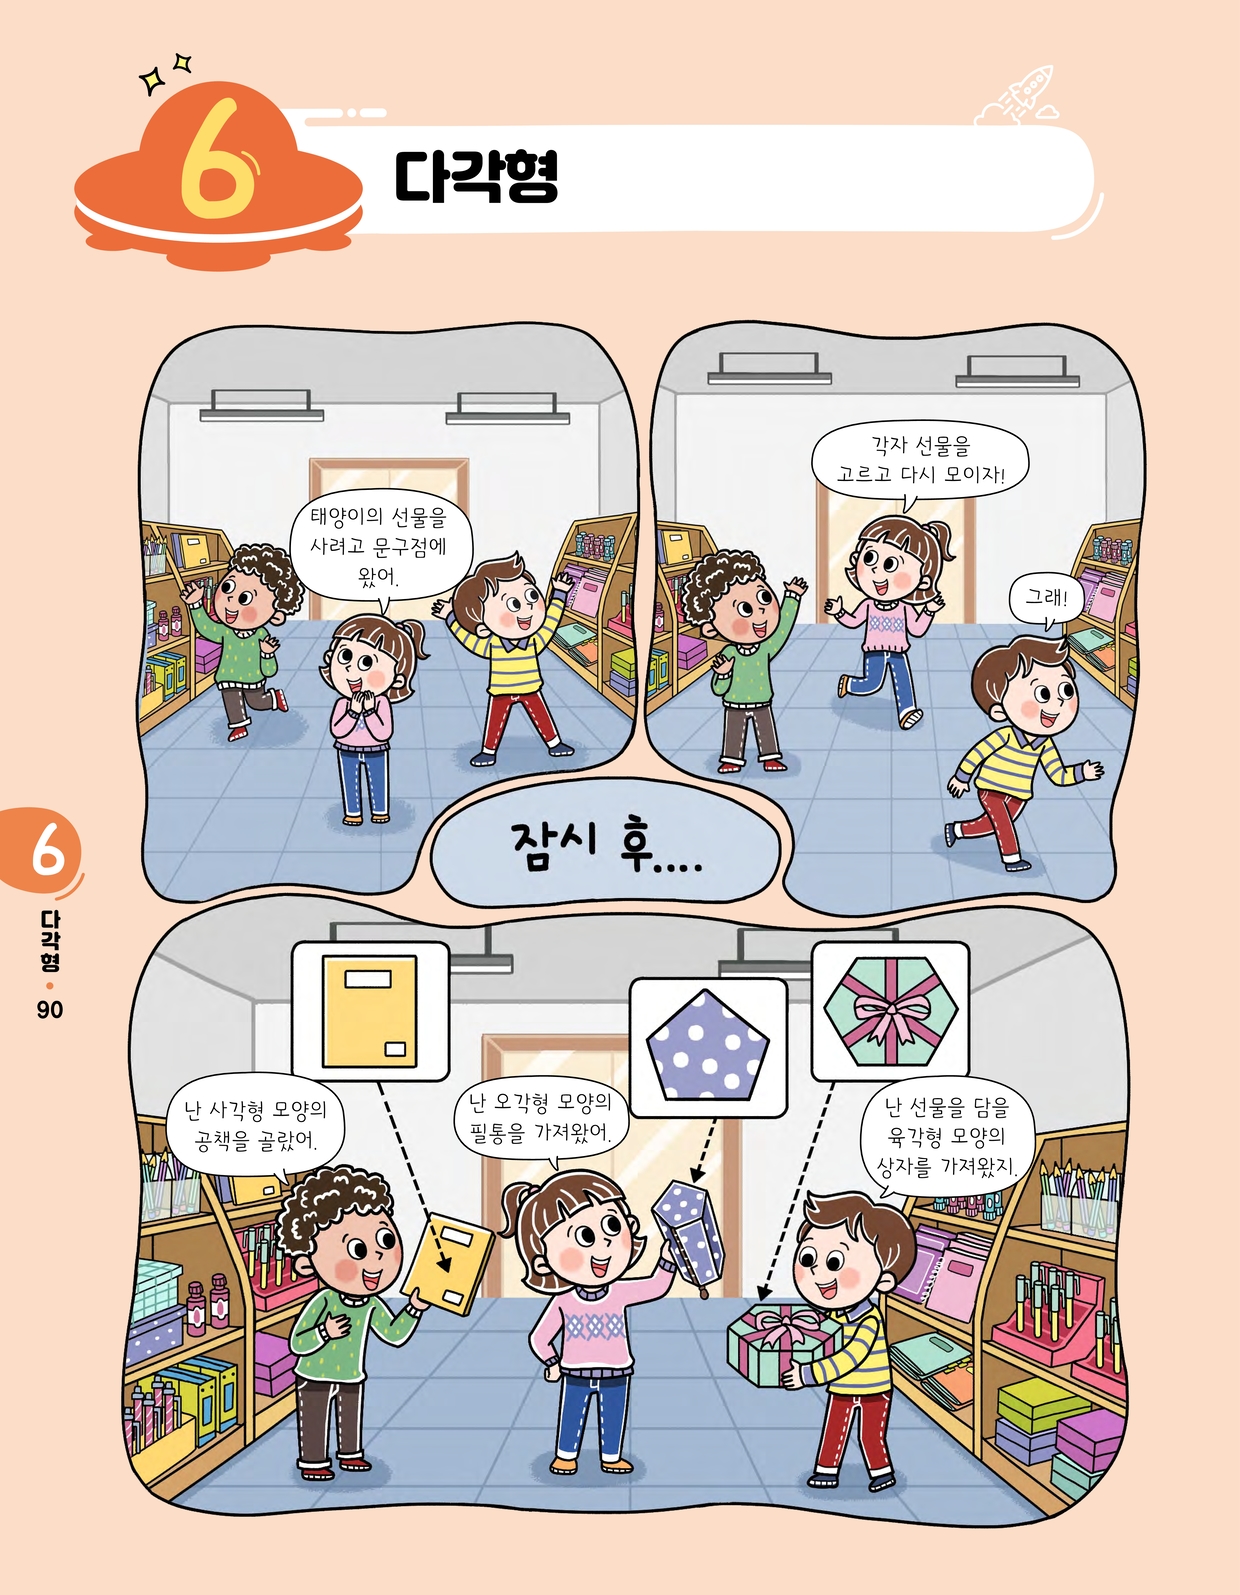 6
다각형
태양이의 선물을
사려고 문구점에
왔어.
각자 선물을
고르고 다시 모이자!
그래!
잠시 후....
난 사각형 모양의
공책을 골랐어.
난 오각형 모양의
필통을 가져왔어.
난 선물을 담을
육각형 모양의
상자를 가져왔지.
6
다각형
90